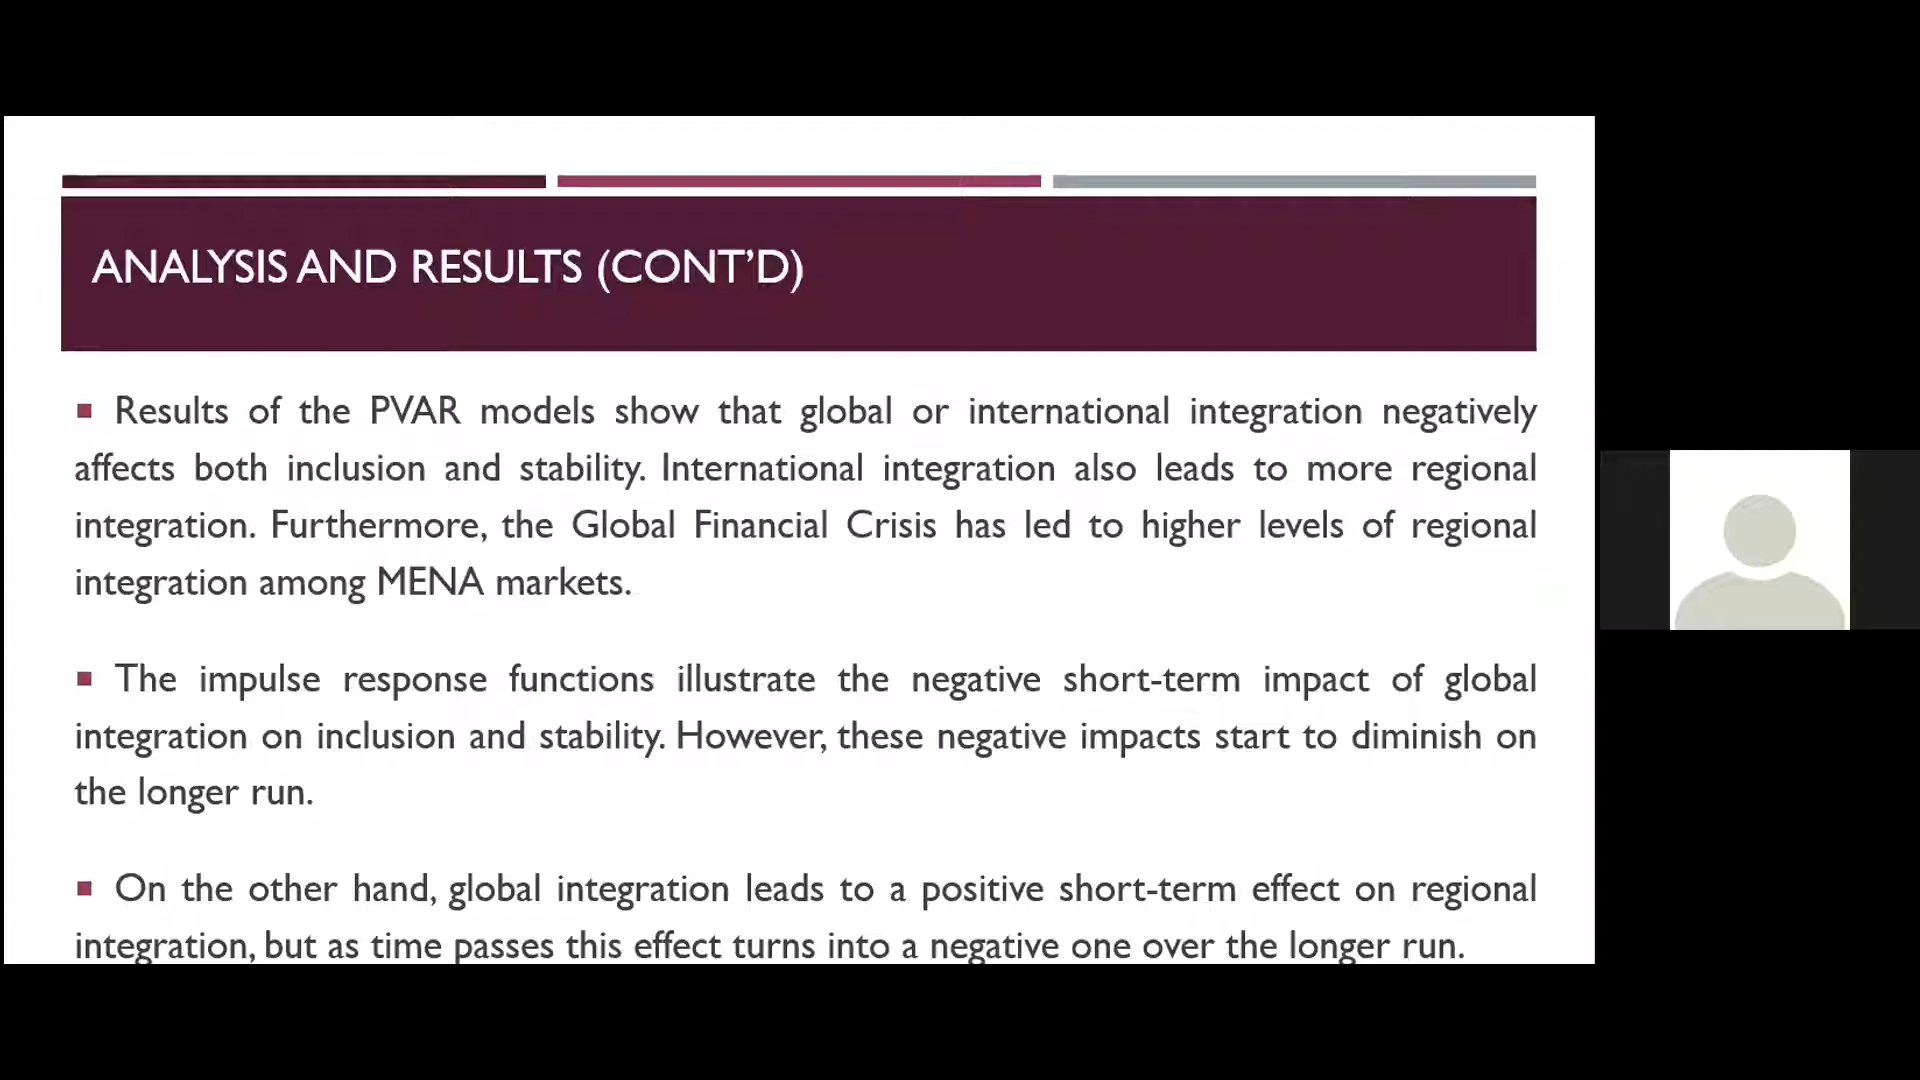 ANALYSIS AND RESULTS (CONT’D)
▪ Results of the PVAR models show that global or international integration negatively
affects both inclusion and stability. International integration also leads to more regional
integration. Furthermore, the Global Financial Crisis has led to higher levels of regional
integration among MENA markets.
▪ The impulse response functions illustrate the negative short-term impact of global
integration on inclusion and stability. However, these negative impacts start to diminish on
the longer run.
▪ On the other hand, global integration leads to a positive short-term effect on regional
integration, but as time passes this effect turns into a negative one over the longer run.